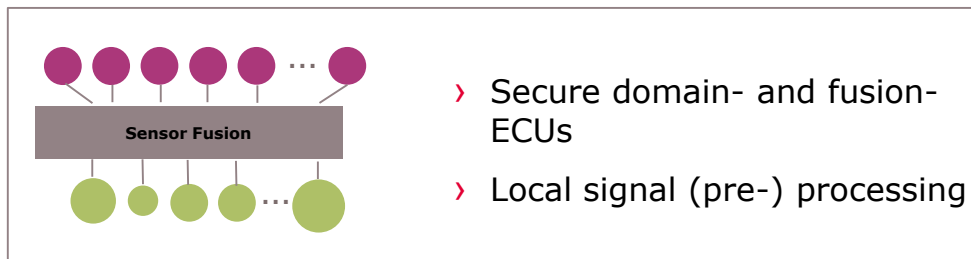 ...
Sensor Fusion
...
› Secure domain- and fusion-
ECUs
› Local signal (pre-) processing